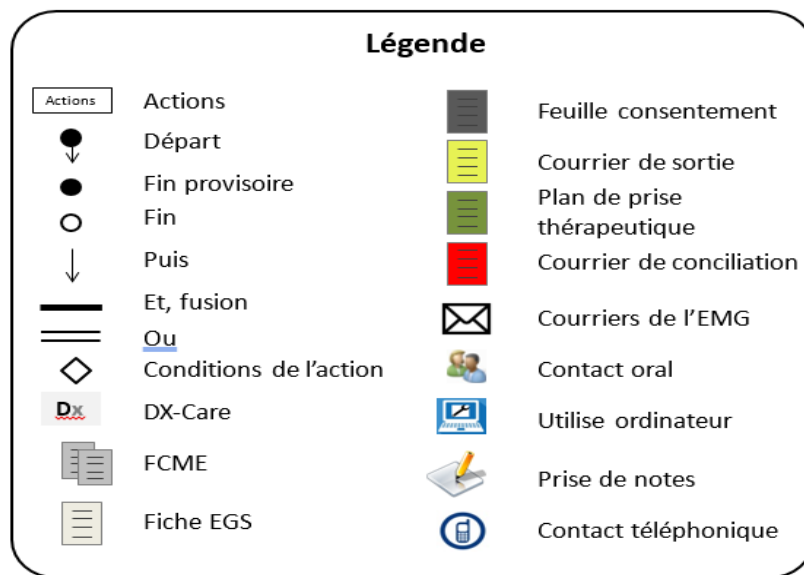 Légende
Actions
Actions
Départ
Fin provisoire
Fin
Puis
Et, fusion
Ou
Conditions de l'action
Dx
DX-Care
FCME
Fiche EGS
Feuille consentement
Courrier de sortie
Plan de prise
thérapeutique
Courrier de conciliation
Courriers de l'EMG
Contact oral
Utilise ordinateur
Prise de notes
Contact téléphonique